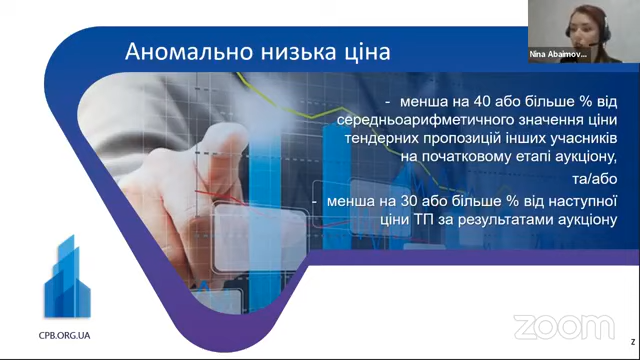 Nina Abaimov...
Аномально низька ціна
- менша на 40 або більше % від
середньоарифметичного значення ціни
тендерних пропозицій інших учасників
на початковому етапі аукціону,
та/або
- менша на 30 або більше % від наступної
ціни ТП за результатами аукціону
CPB.ORG.UA
zoom
2